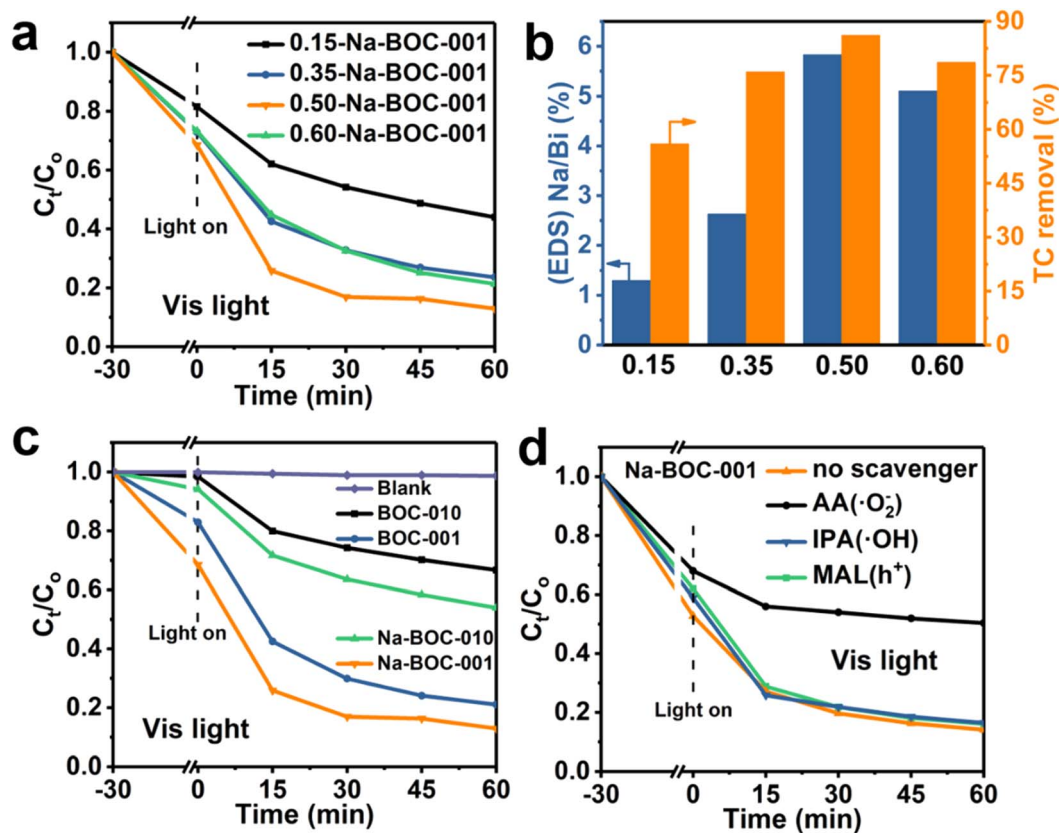 a
0.15-Na-BOC-001
0.35-Na-BOC-001
0.50-Na-BOC-001
0.60-Na-BOC-001
Light on
Vis light
Ct/Co
1.0
0.8
0.6
0.4
0.2
0.0
-30 0 15 30 45 60
Time (min)
b
(EDS) Na/Bi (%)
6
5
4
3
2
1
0
TC removal (%)
90
75
60
45
30
15
0
0.15 0.35 0.50 0.60
c
Blank
BOC-010
BOC-001
Light on
Na-BOC-010
Na-BOC-001
Vis light
Ct/Co
1.0
0.8
0.6
0.4
0.2
0.0
-30 0 15 30 45 60
Time (min)
d
Na-BOC-001
no scavenger
AA(·O₂⁻)
IPA(·OH)
MAL(h⁺)
Vis light
Light on
Ct/Co
1.0
0.8
0.6
0.4
0.2
0.0
-30 0 15 30 45 60
Time (min)